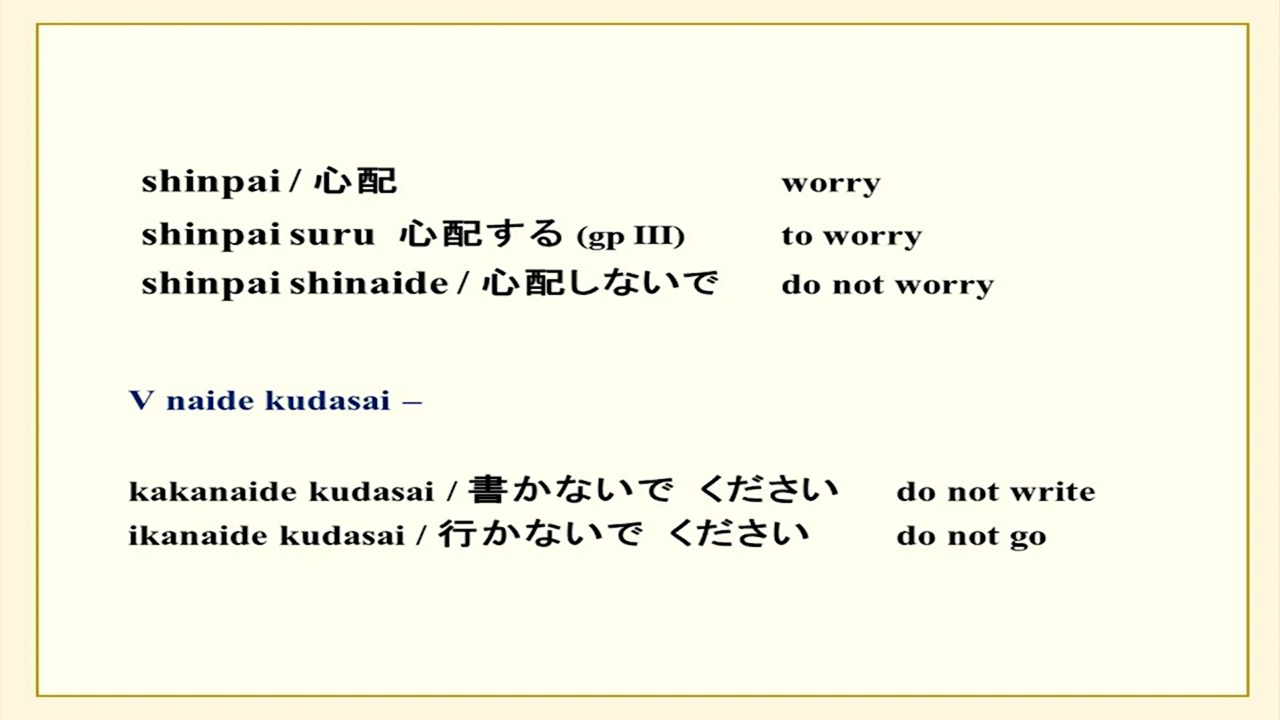 shinpai / 心配 worry
shinpai suru 心配する (gp III) to worry
shinpai shinaide / 心配しないで do not worry
V naide kudasai –
kakanaide kudasai / 書かないで ください do not write
ikanaide kudasai / 行かないで ください do not go